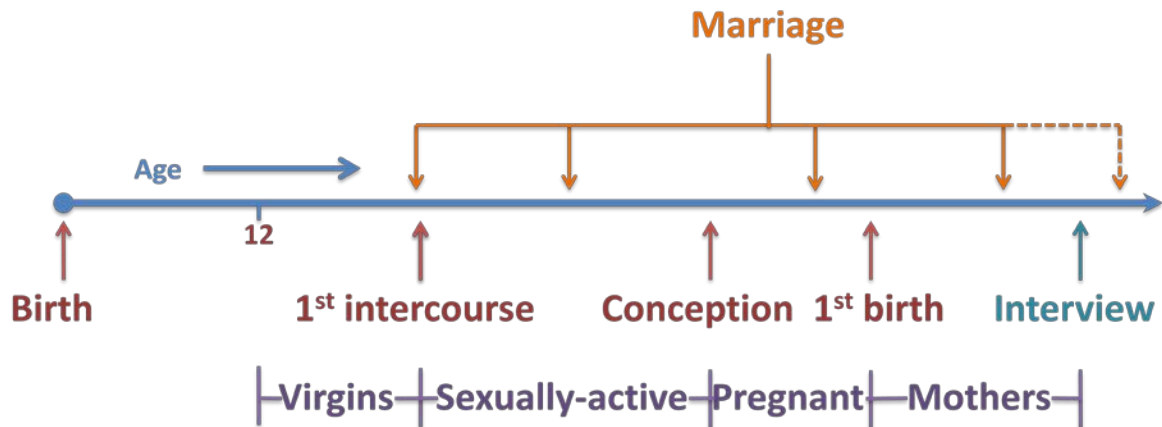 Marriage
Age
12
Birth
1st intercourse
Conception
1st birth
Interview
Virgins
Sexually-active
Pregnant
Mothers